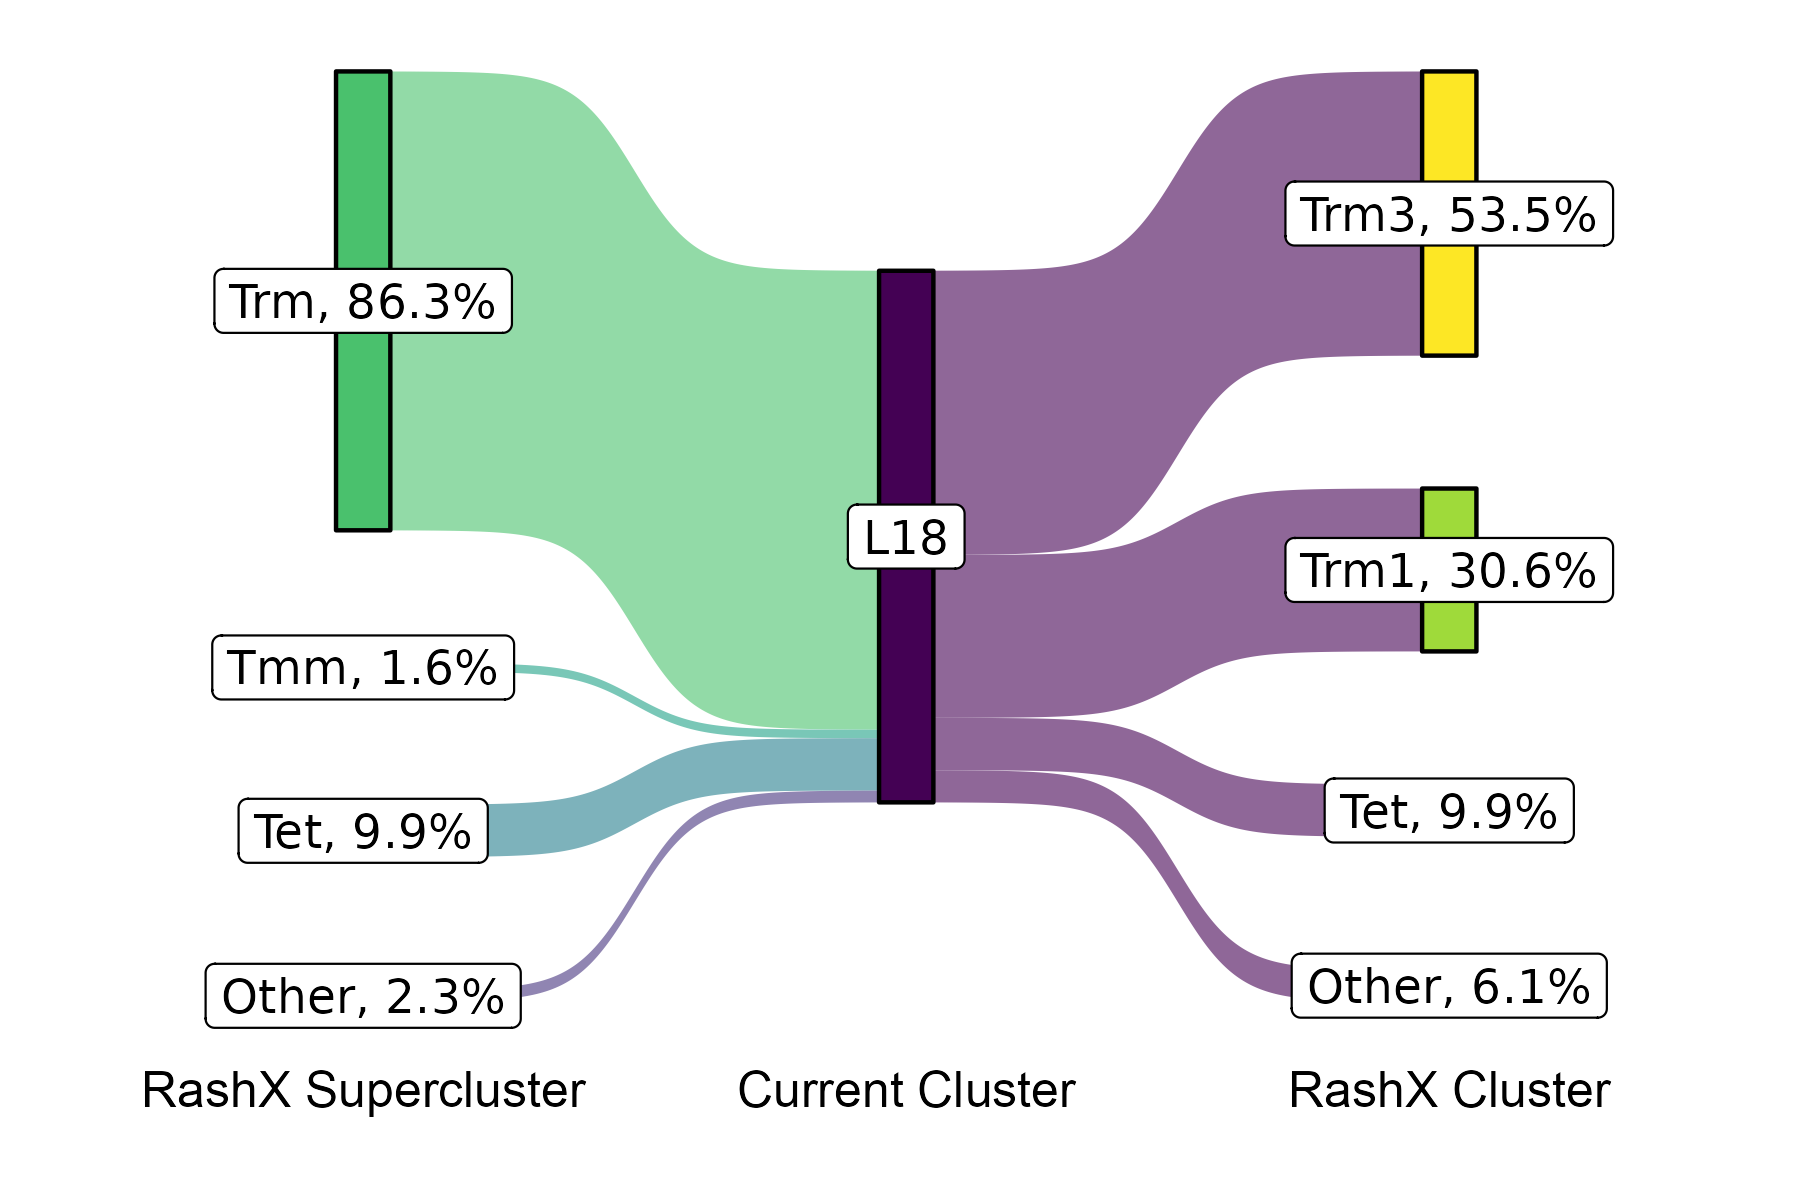 Trm, 86.3%
Tmm, 1.6%
Tet, 9.9%
Other, 2.3%
RashX Supercluster
L18
Current Cluster
Trm3, 53.5%
Trm1, 30.6%
Tet, 9.9%
Other, 6.1%
RashX Cluster